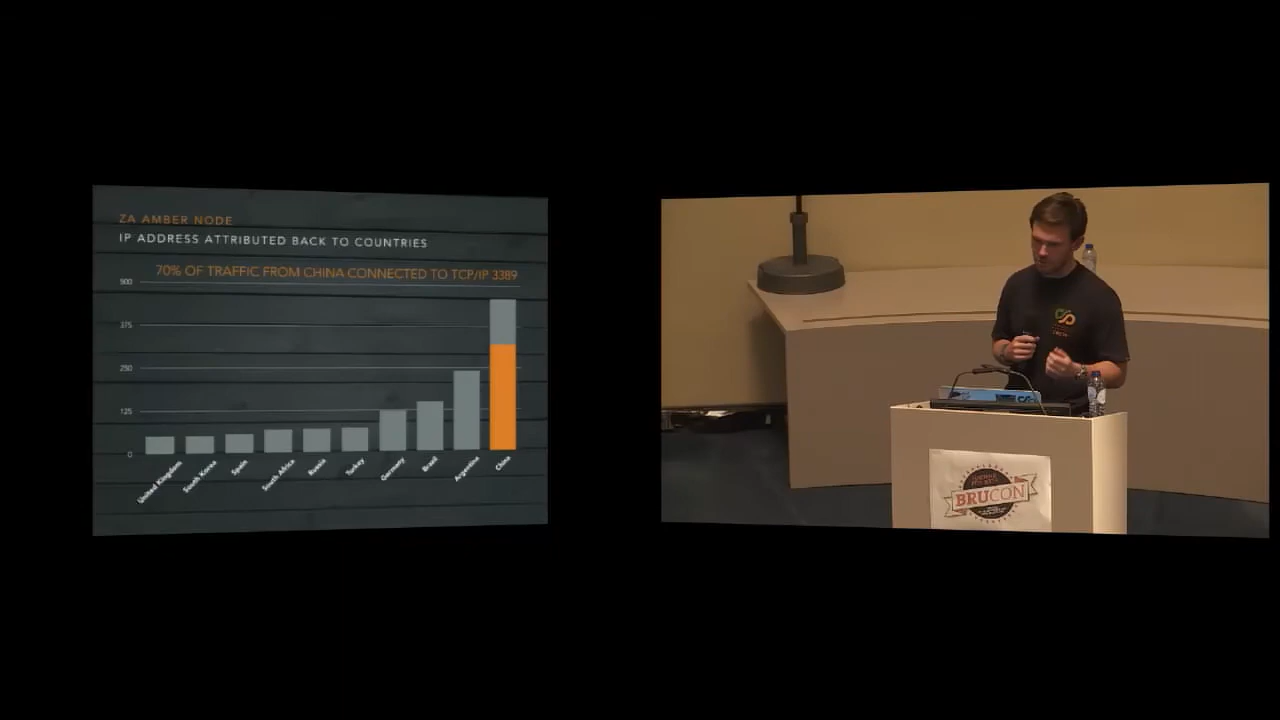 ZA AMBER NODE
IP ADDRESS ATTRIBUTED BACK TO COUNTRIES
70% OF TRAFFIC FROM CHINA CONNECTED TO TCP/IP 3389
500
375
250
125
0
United Kingdom
South Korea
Spain
South Africa
Russia
Turkey
Germany
Brazil
Argentina
China
BRUCON